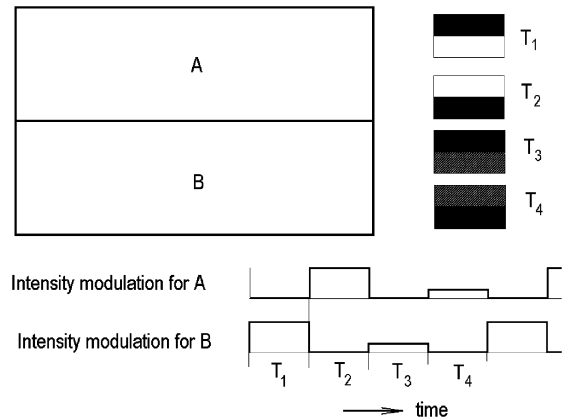 A
B
T1
T2
T3
T4
Intensity modulation for A
Intensity modulation for B
T1 T2 T3 T4
time